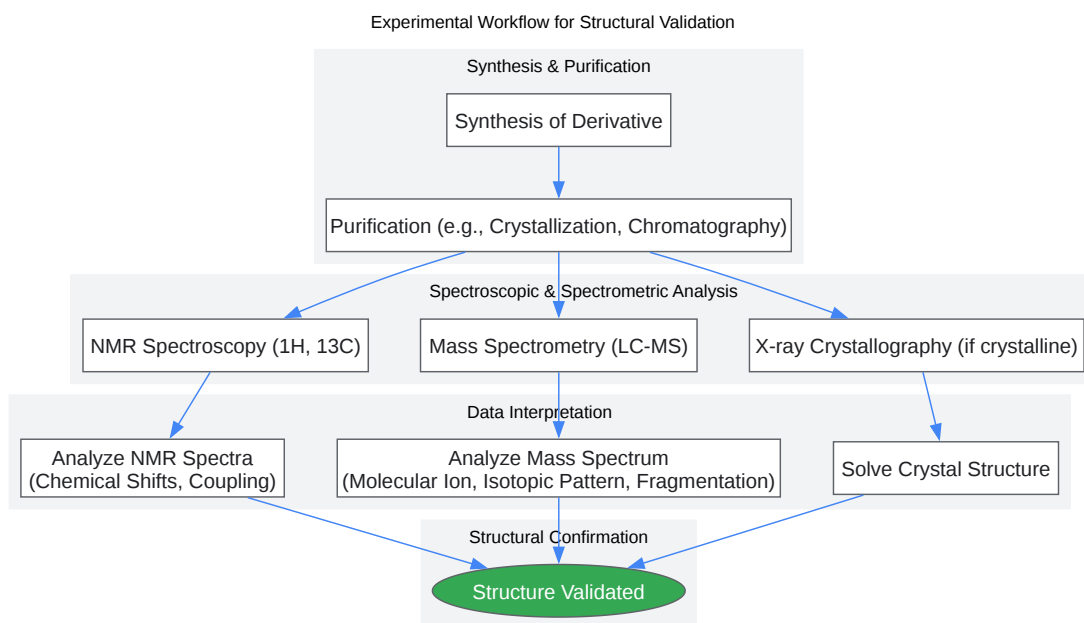 Experimental Workflow for Structural Validation
Synthesis & Purification
Synthesis of Derivative
Purification (e.g., Crystallization, Chromatography)
Spectroscopic & Spectrometric Analysis
NMR Spectroscopy (1H, 13C)
Mass Spectrometry (LC-MS)
X-ray Crystallography (if crystalline)
Data Interpretation
Analyze NMR Spectra
(Chemical Shifts, Coupling)
Analyze Mass Spectrum
(Molecular Ion, Isotopic Pattern, Fragmentation)
Solve Crystal Structure
Structural Confirmation
Structure Validated